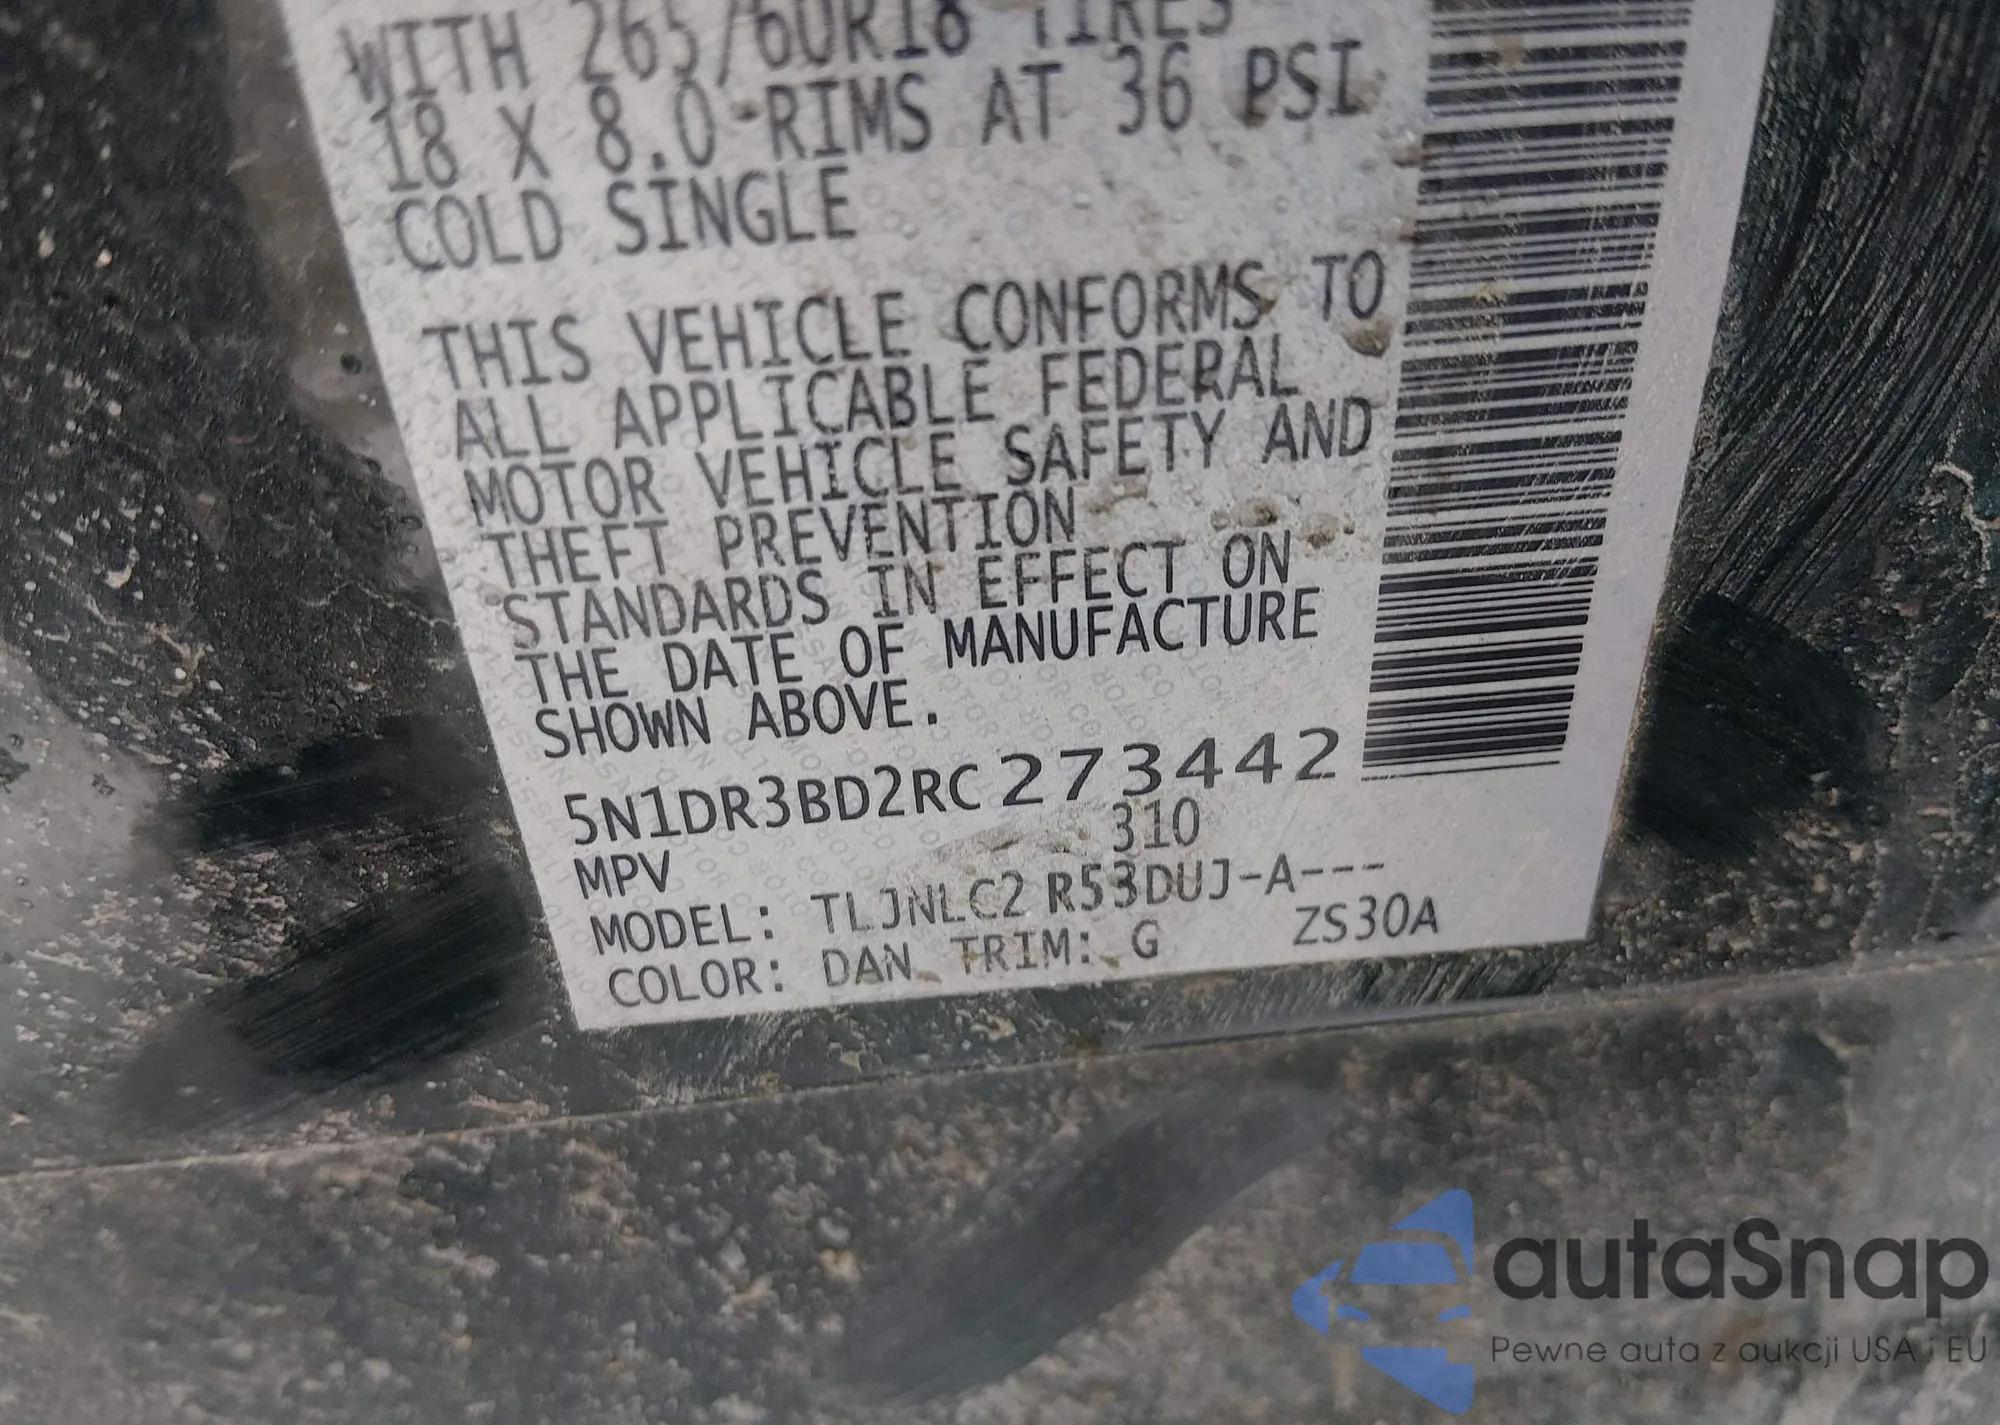 WITH 265/60R18 TIRES
18 X 8.0 RIMS AT 36 PSI
COLD SINGLE
THIS VEHICLE CONFORMS TO
ALL APPLICABLE FEDERAL
MOTOR VEHICLE SAFETY AND
THEFT PREVENTION
STANDARDS IN EFFECT ON
THE DATE OF MANUFACTURE
SHOWN ABOVE.
5N1DR3BD2RC273442
MPV 310
MODEL: TLJNLC2 R53DUJ-A---
COLOR: DAN TRIM: G ZS30A
autaSnap
Pewne auta z aukcji USA i EU